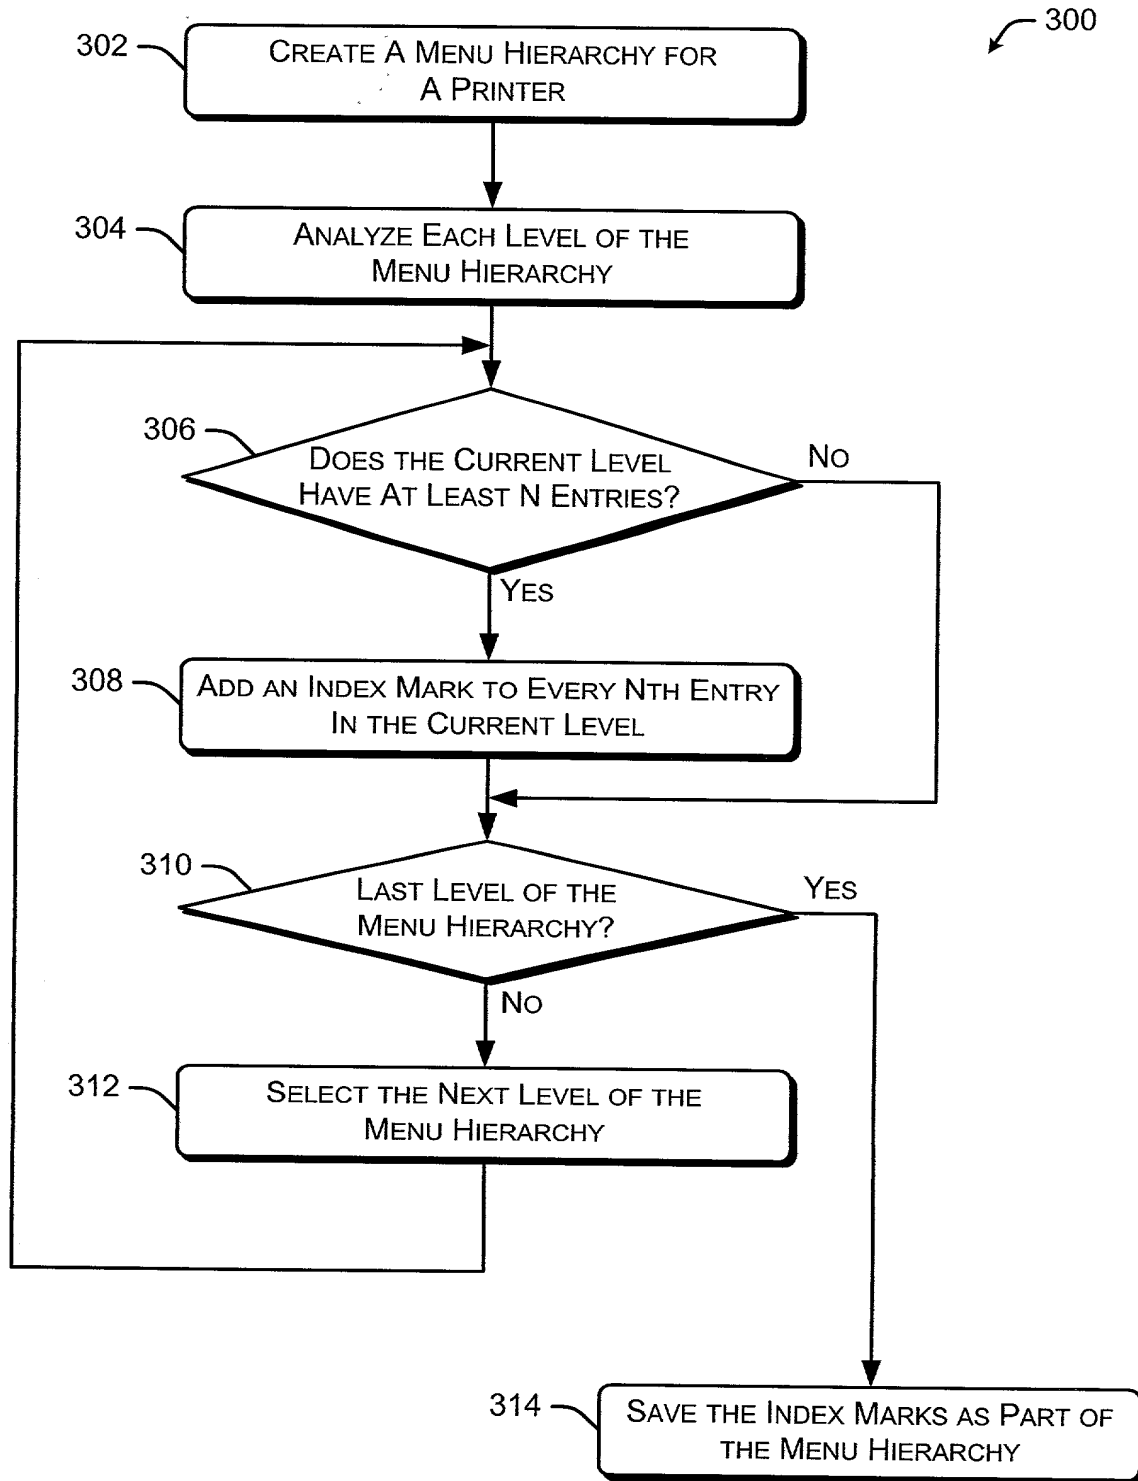 300
302
CREATE A MENU HIERARCHY FOR
A PRINTER
304
ANALYZE EACH LEVEL OF THE
MENU HIERARCHY
306
DOES THE CURRENT LEVEL
HAVE AT LEAST N ENTRIES?
NO
YES
308
ADD AN INDEX MARK TO EVERY NTH ENTRY
IN THE CURRENT LEVEL
310
LAST LEVEL OF THE
MENU HIERARCHY?
YES
NO
312
SELECT THE NEXT LEVEL OF THE
MENU HIERARCHY
314
SAVE THE INDEX MARKS AS PART OF
THE MENU HIERARCHY